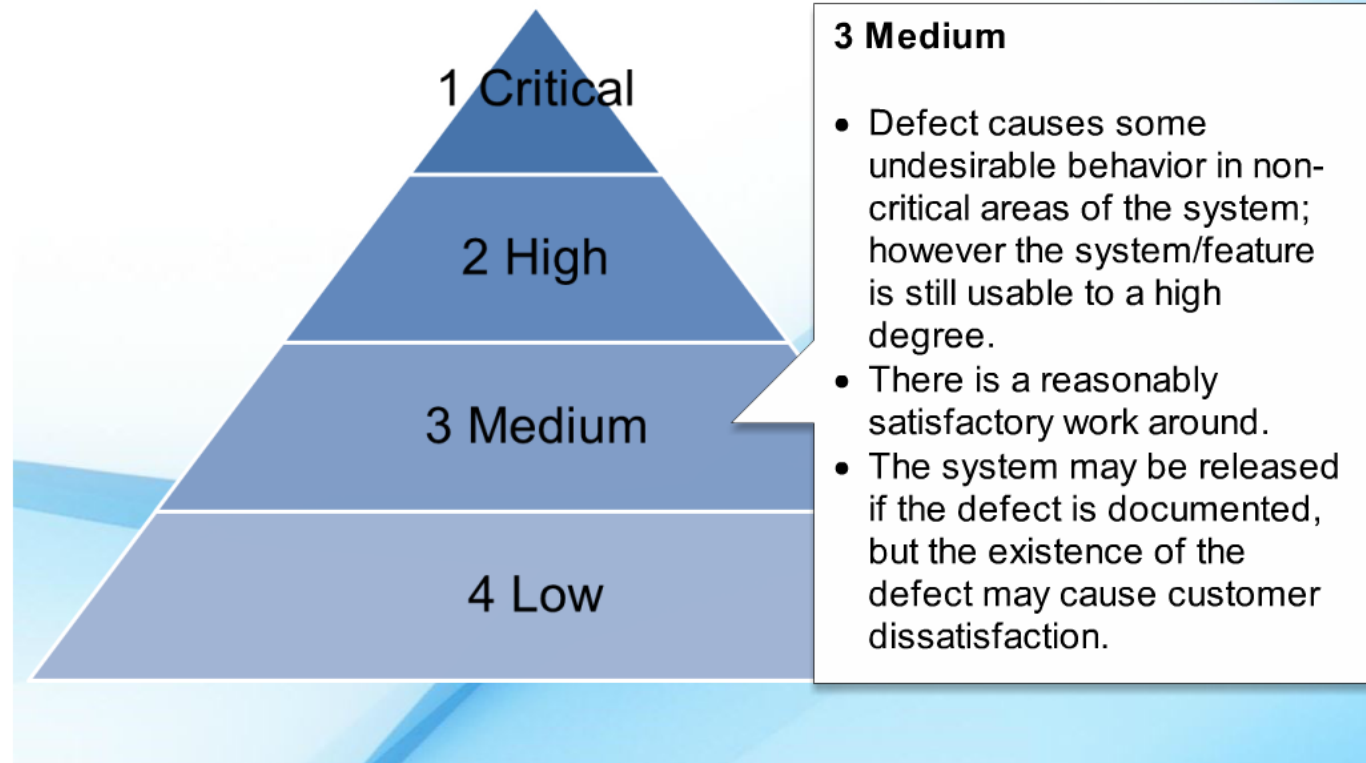 1 Critical
2 High
3 Medium
4 Low
3 Medium
• Defect causes some
undesirable behavior in non-
critical areas of the system;
however the system/feature
is still usable to a high
degree.
• There is a reasonably
satisfactory work around.
• The system may be released
if the defect is documented,
but the existence of the
defect may cause customer
dissatisfaction.